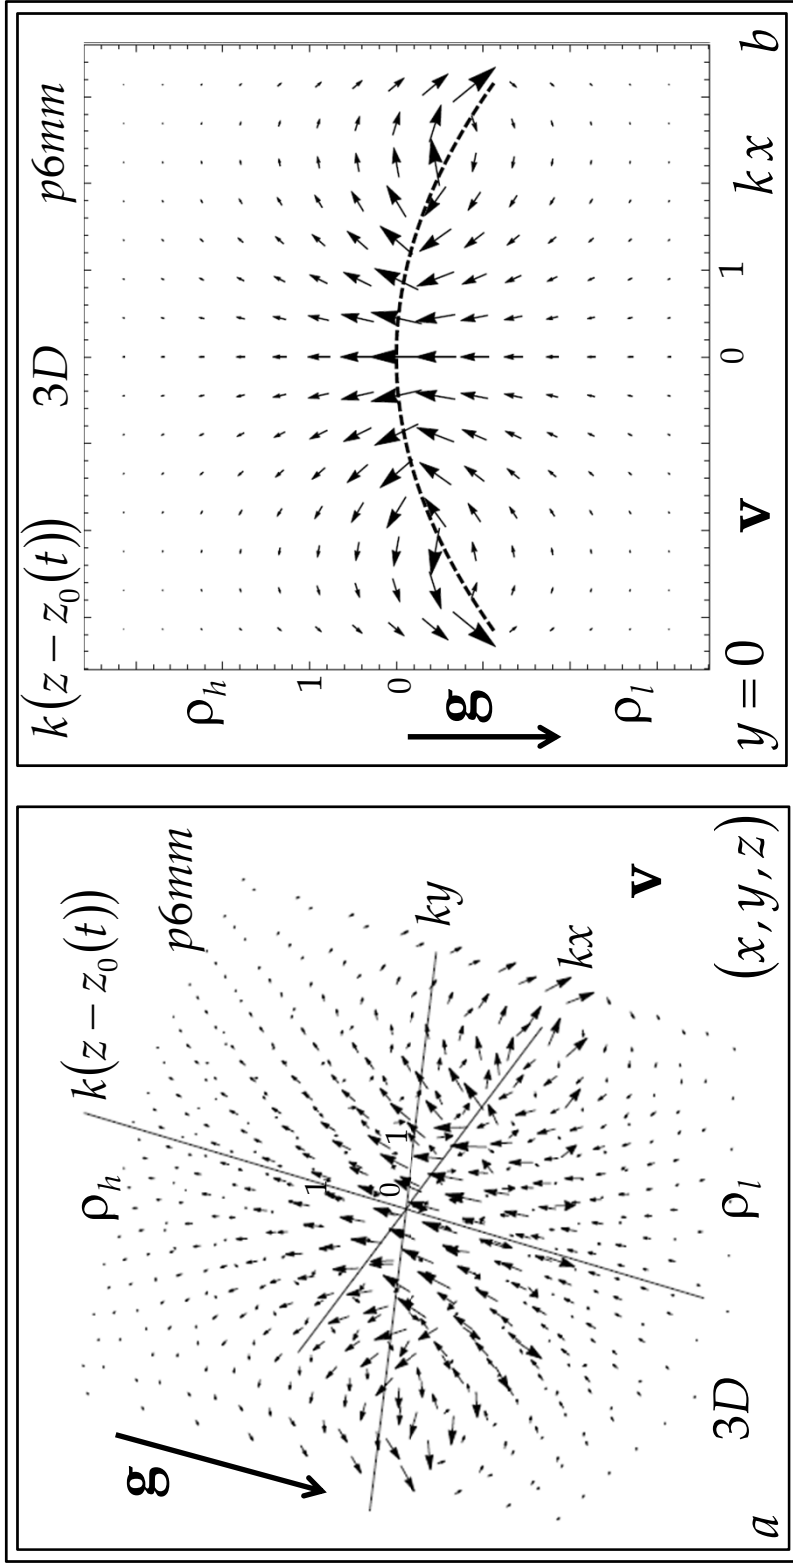 k(z − z₀(t))
ρₕ
g
p6mm
1
0
1
ky
kx
v
3D
ρₗ
(x, y, z)
a
k(z − z₀(t))
3D
p6mm
ρₕ
1
0
g
ρₗ
0
1
y = 0
v
kx
b